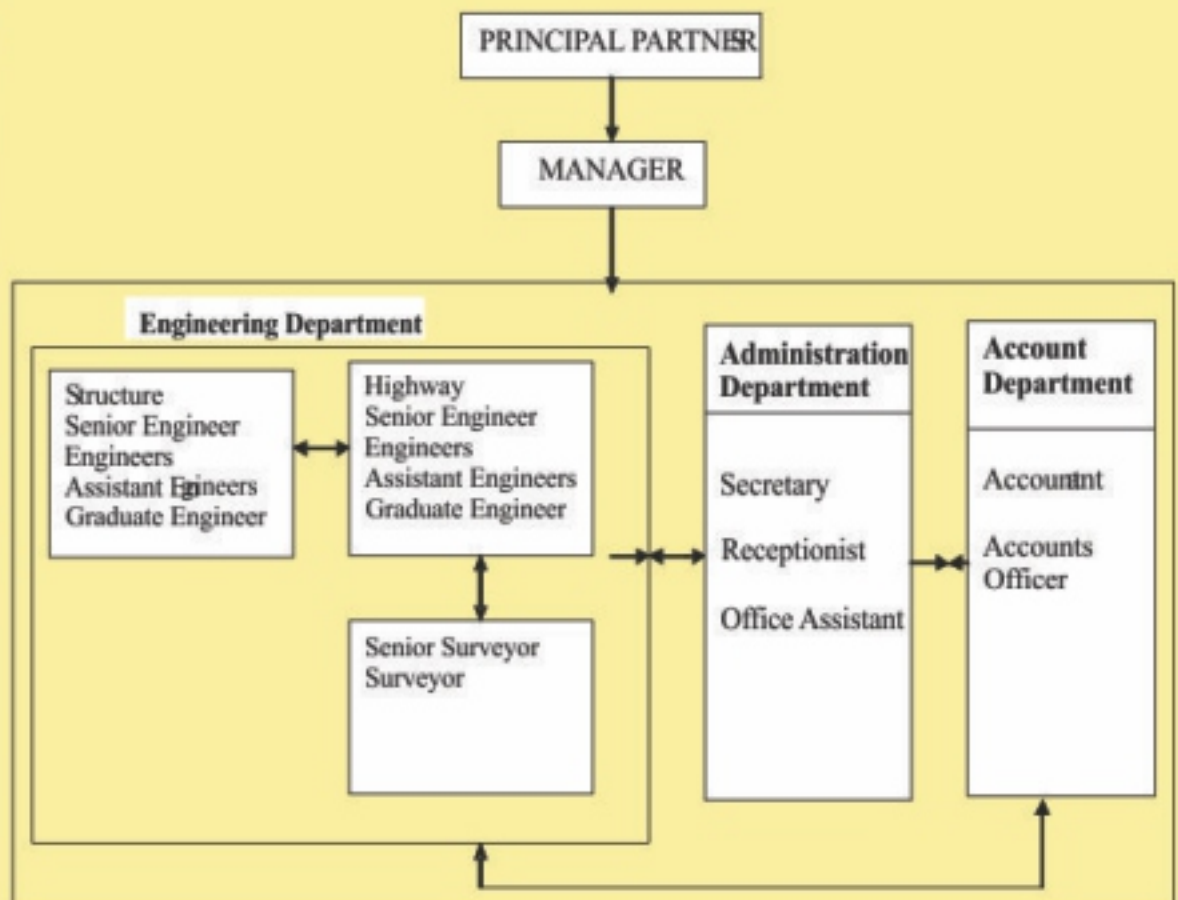 PRINCIPAL PARTNERS
MANAGER
Engineering Department
Structure
Senior Engineer
Engineers
Assistant Engineers
Graduate Engineer
Highway
Senior Engineer
Engineers
Assistant Engineers
Graduate Engineer
Senior Surveyor
Surveyor
Administration
Department
Secretary
Receptionist
Office Assistant
Account
Department
Accountant
Accounts
Officer